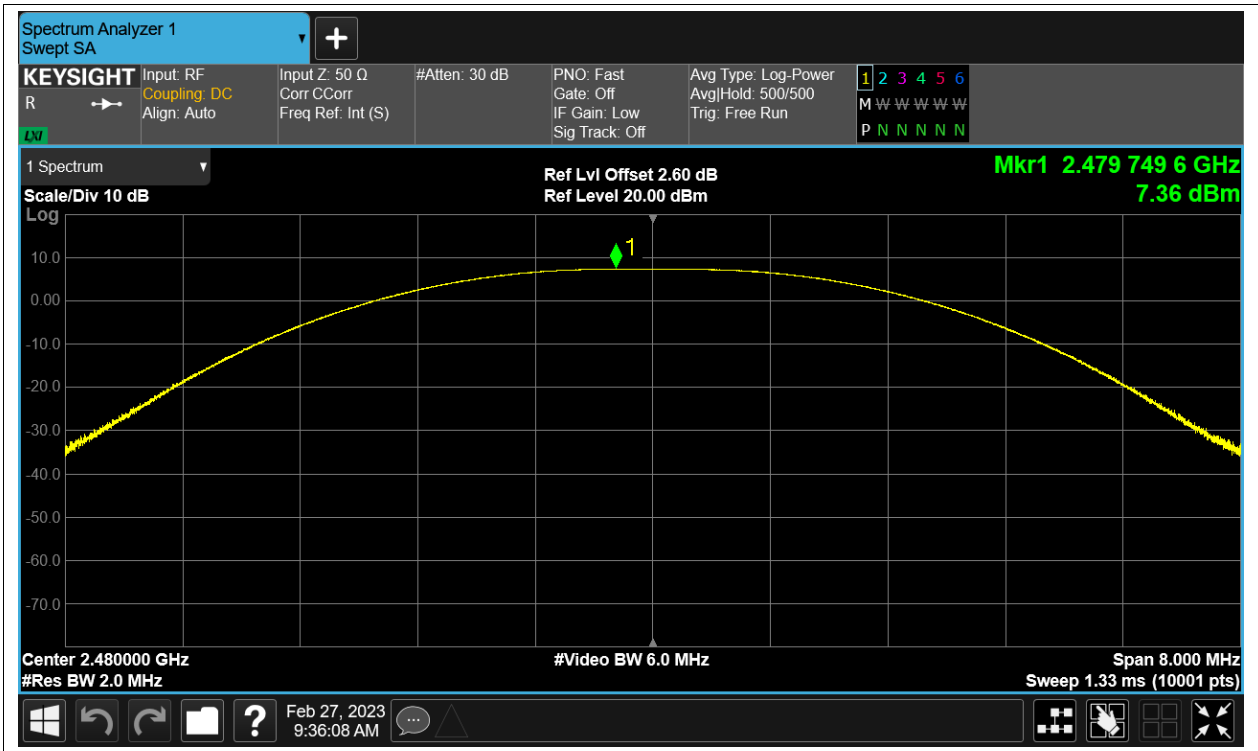 Spectrum Analyzer 1
Swept SA
KEYSIGHT
R
LXI
Input: RF
Coupling: DC
Align: Auto
Input Z: 50 Ω
Corr CCorr
Freq Ref: Int (S)
#Atten: 30 dB
PNO: Fast
Gate: Off
IF Gain: Low
Sig Track: Off
Avg Type: Log-Power
Avg|Hold: 500/500
Trig: Free Run
1 2 3 4 5 6
M W W W W W
P N N N N N
1 Spectrum
Scale/Div 10 dB
Log
Ref Lvl Offset 2.60 dB
Ref Level 20.00 dBm
Mkr1 2.479 749 6 GHz
7.36 dBm
1
10.0
0.00
-10.0
-20.0
-30.0
-40.0
-50.0
-60.0
-70.0
Center 2.480000 GHz
#Res BW 2.0 MHz
#Video BW 6.0 MHz
Span 8.000 MHz
Sweep 1.33 ms (10001 pts)
?
Feb 27, 2023
9:36:08 AM